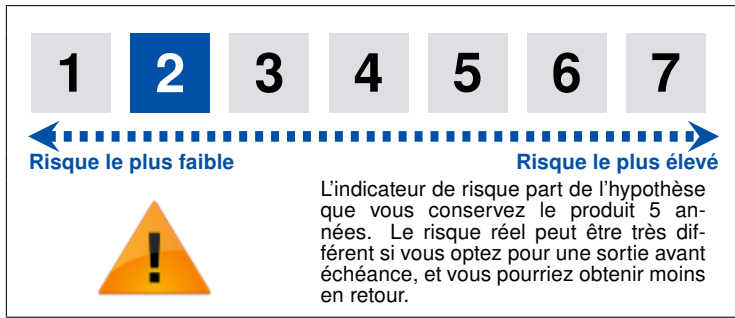 1 2 3 4 5 6 7
Risque le plus faible Risque le plus élevé
L'indicateur de risque part de l'hypothèse
que vous conservez le produit 5 an-
nées. Le risque réel peut être très dif-
férent si vous optez pour une sortie avant
échéance, et vous pourriez obtenir moins
en retour.